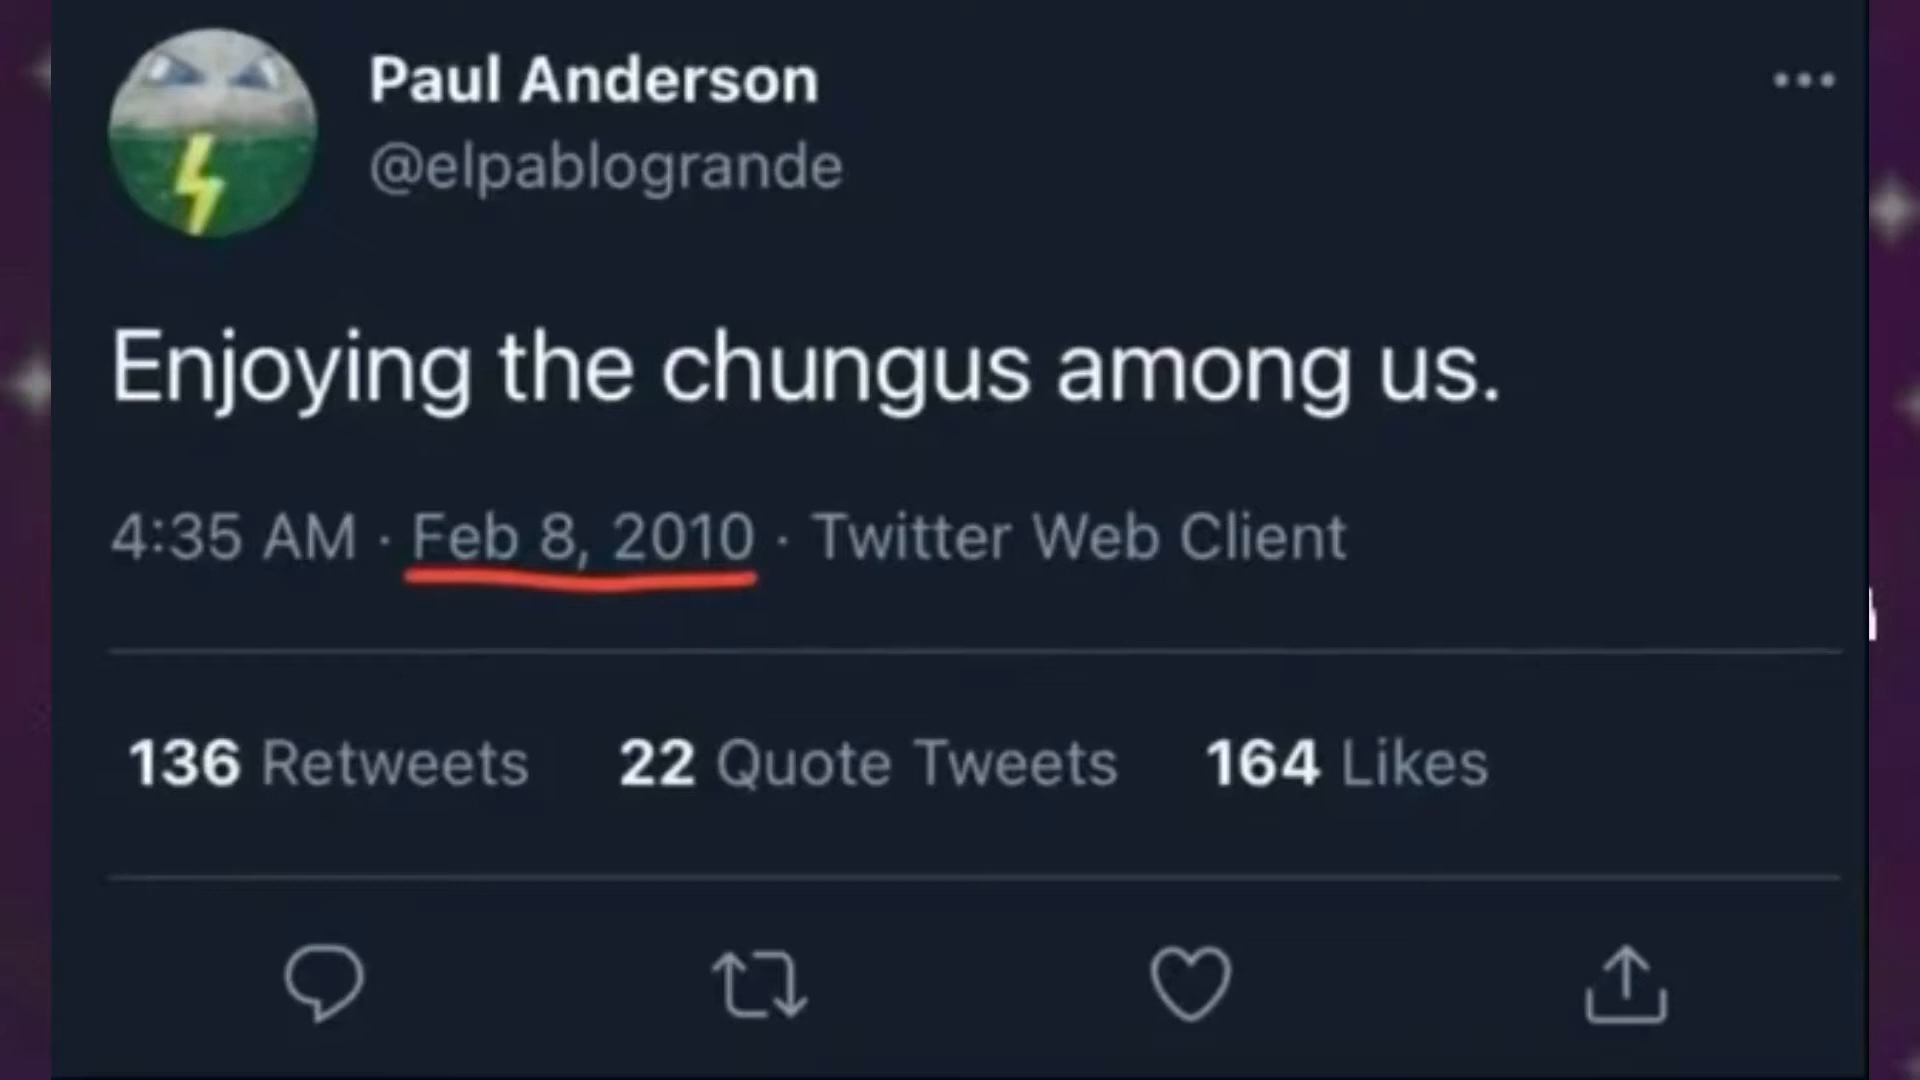 Paul Anderson
@elpablogrande
Enjoying the chungus among us.
4:35 AM · Feb 8, 2010 · Twitter Web Client
136 Retweets 22 Quote Tweets 164 Likes